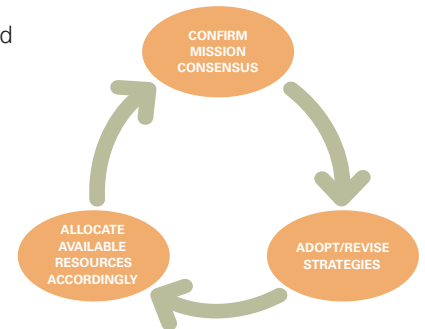 d
CONFIRM
MISSION
CONSENSUS
ALLOCATE
AVAILABLE
RESOURCES
ACCORDINGLY
ADOPT/REVISE
STRATEGIES